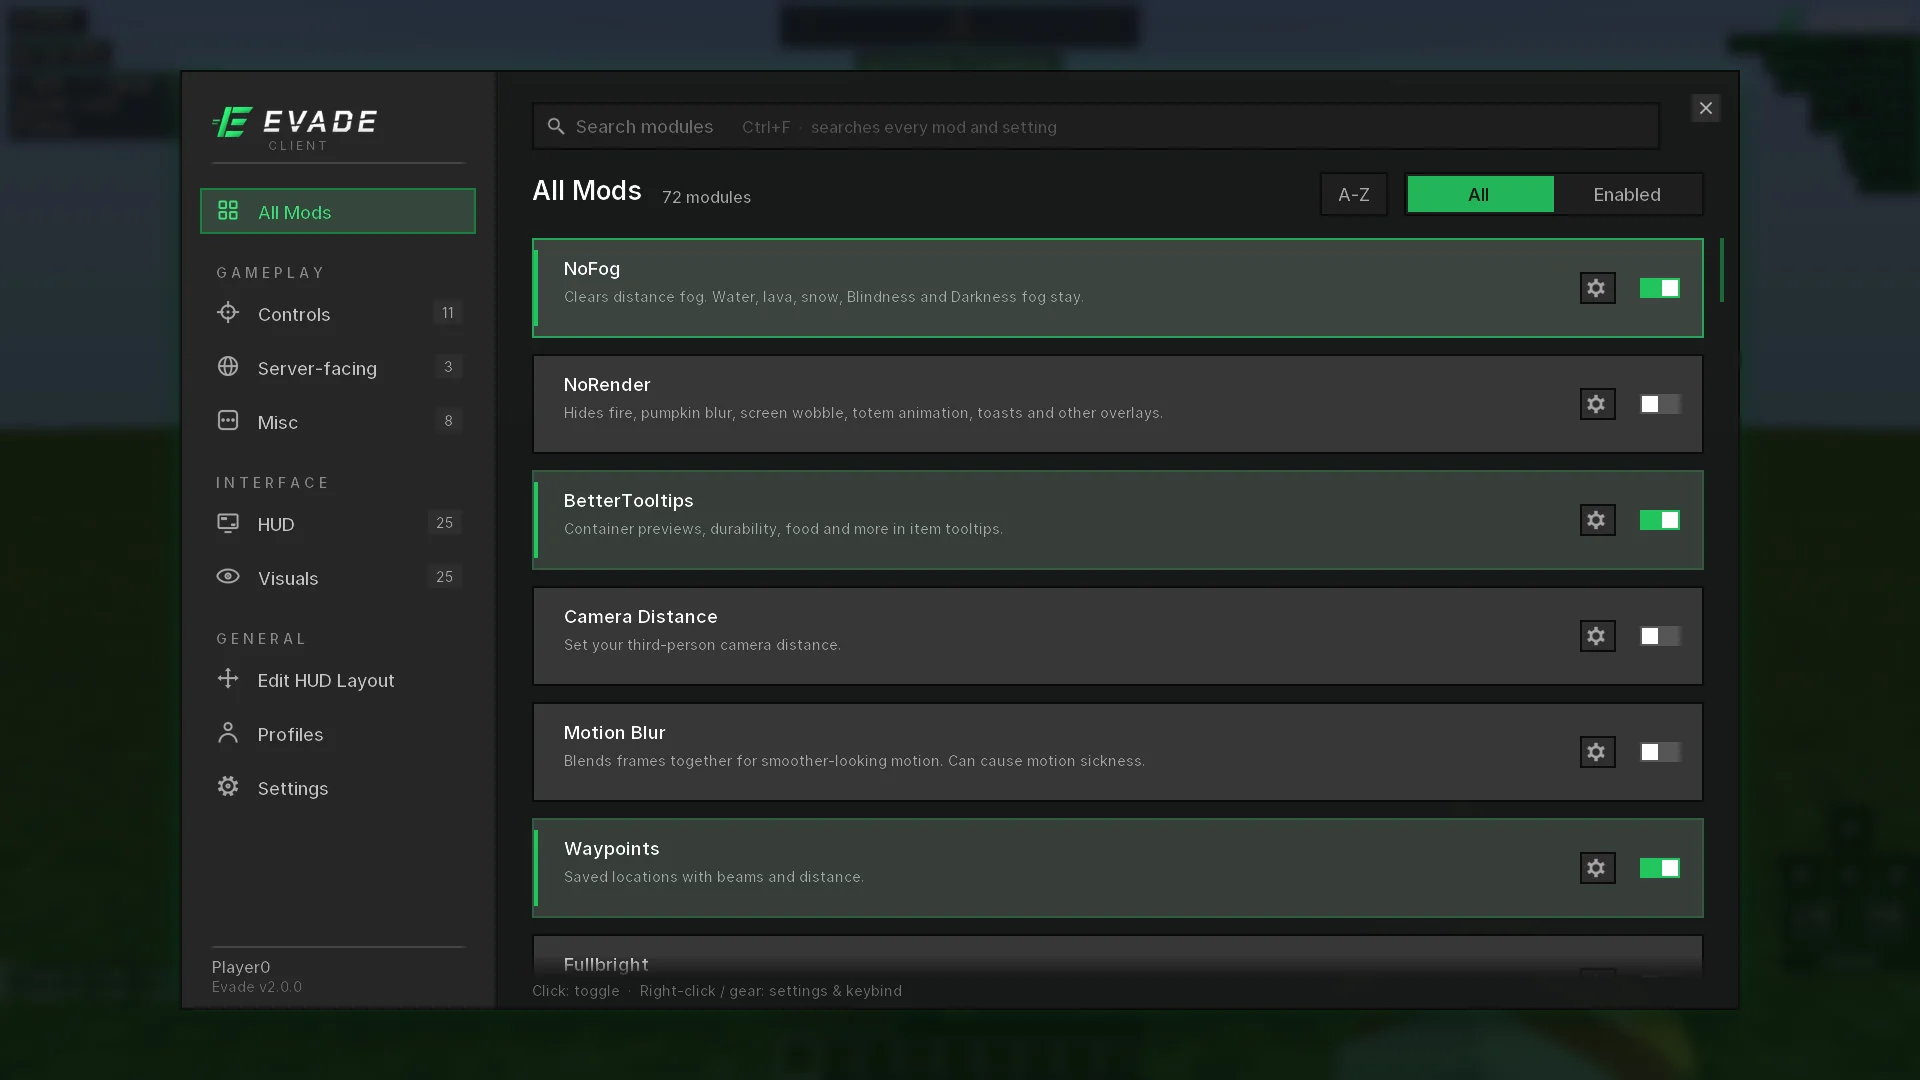 EVADE
CLIENT
Search modules Ctrl+F · searches every mod and setting
All Mods 72 modules
A-Z
All
Enabled
All Mods
GAMEPLAY
Controls 11
Server-facing 3
Misc 8
INTERFACE
HUD 25
Visuals 25
GENERAL
Edit HUD Layout
Profiles
Settings
Player0
Evade v2.0.0
NoFog
Clears distance fog. Water, lava, snow, Blindness and Darkness fog stay.
NoRender
Hides fire, pumpkin blur, screen wobble, totem animation, toasts and other overlays.
BetterTooltips
Container previews, durability, food and more in item tooltips.
Camera Distance
Set your third-person camera distance.
Motion Blur
Blends frames together for smoother-looking motion. Can cause motion sickness.
Waypoints
Saved locations with beams and distance.
Fullbright
Click: toggle · Right-click / gear: settings & keybind